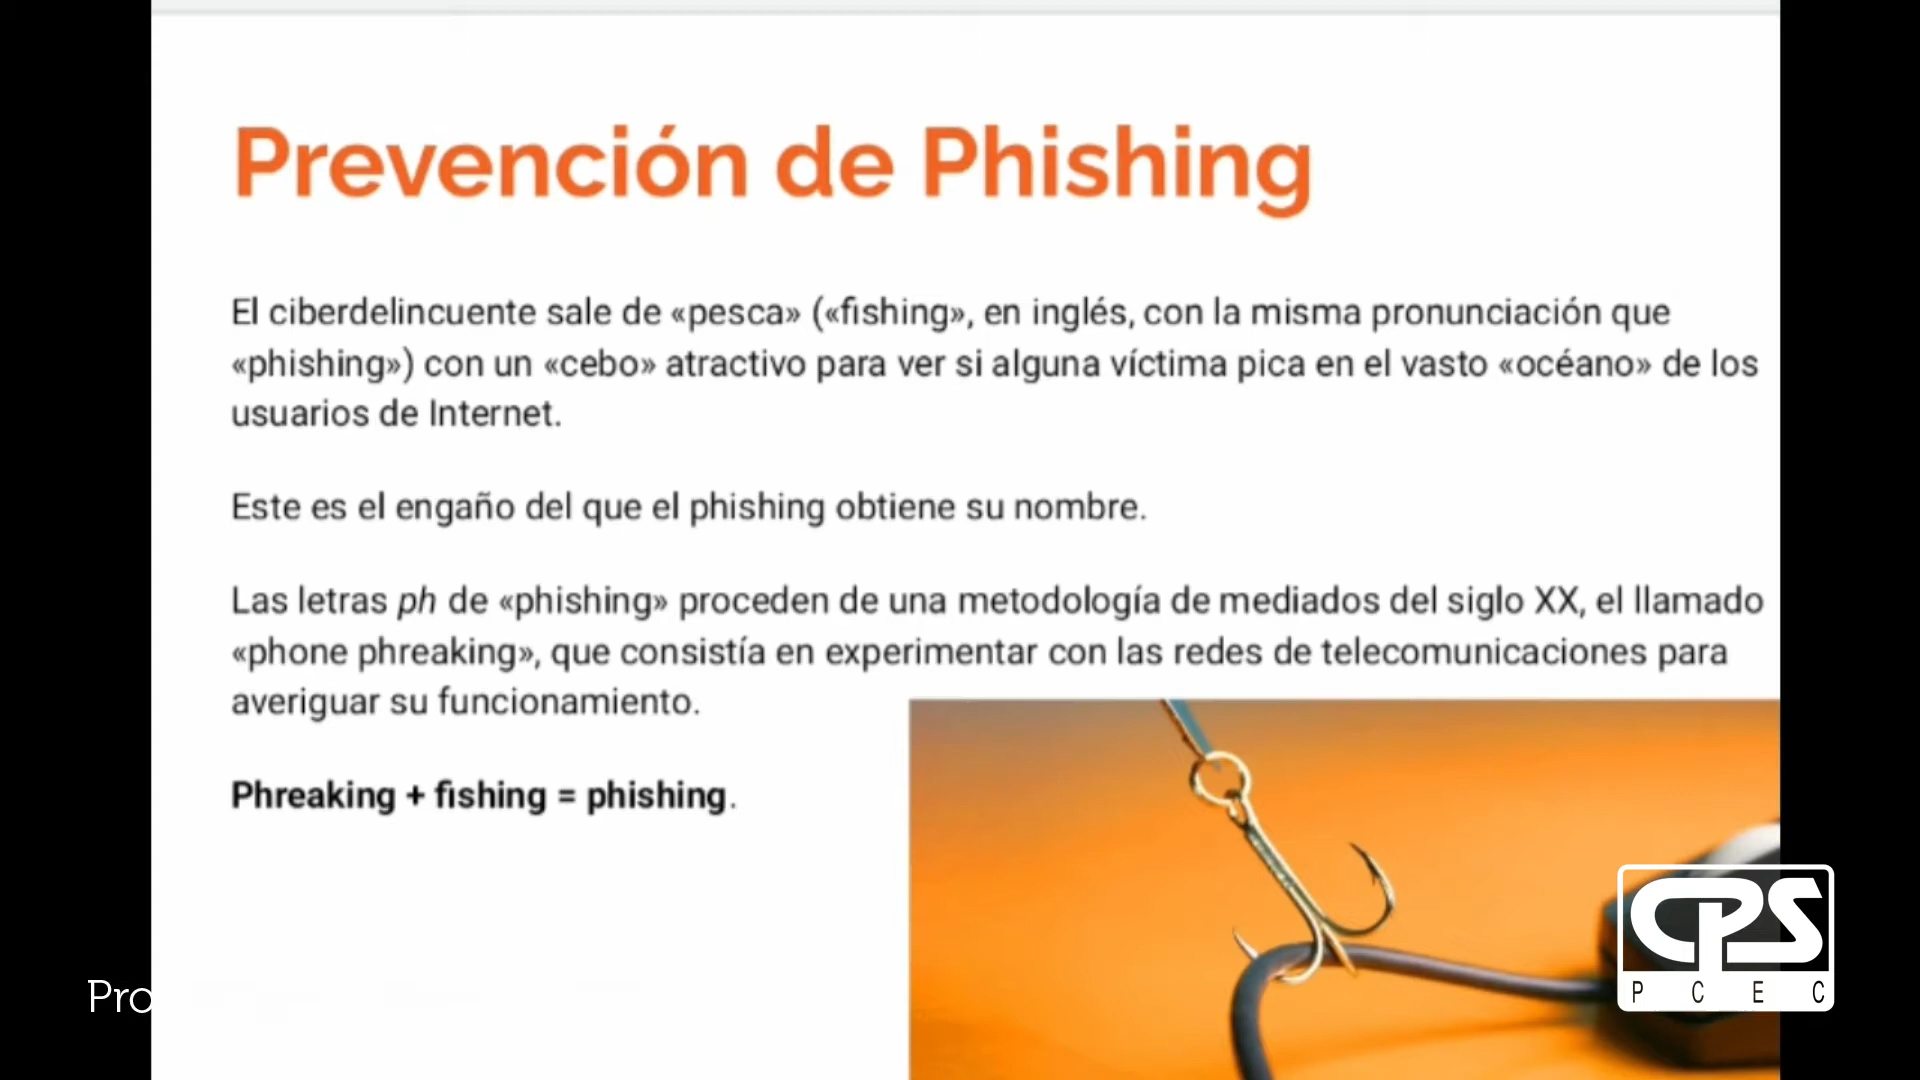 Prevención de Phishing
El ciberdelincuente sale de «pesca» («fishing», en inglés, con la misma pronunciación que
«phishing») con un «cebo» atractivo para ver si alguna víctima pica en el vasto «océano» de los
usuarios de Internet.
Este es el engaño del que el phishing obtiene su nombre.
Las letras ph de «phishing» proceden de una metodología de mediados del siglo XX, el llamado
«phone phreaking», que consistía en experimentar con las redes de telecomunicaciones para
averiguar su funcionamiento.
Phreaking + fishing = phishing.
CPS
PCEC
Pro